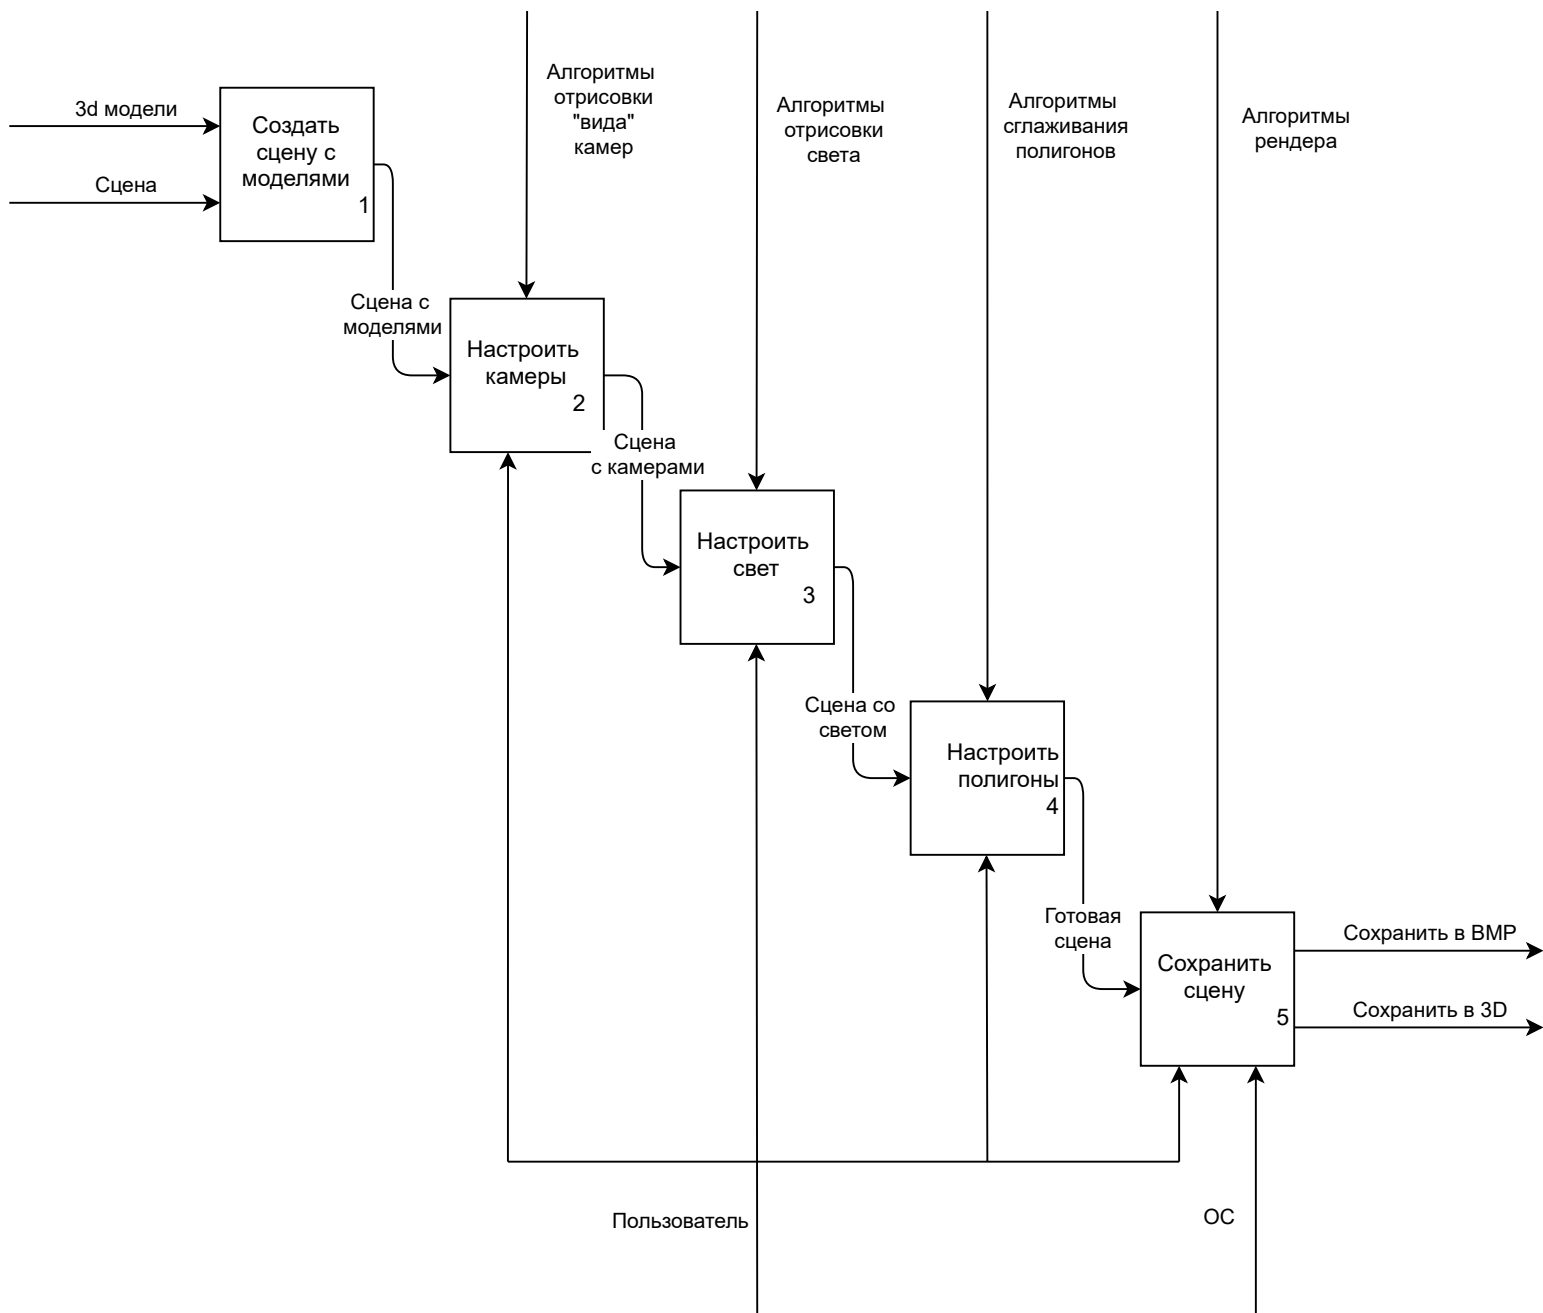 3d модели
Сцена
Создать
сцену с
моделями
1
Алгоритмы
отрисовки
"вида"
камер
Алгоритмы
отрисовки
света
Алгоритмы
сглаживания
полигонов
Алгоритмы
рендера
Сцена с
моделями
Настроить
камеры
2
Сцена
с камерами
Настроить
свет
3
Сцена со
светом
Настроить
полигоны
4
Готовая
сцена
Сохранить
сцену
5
Сохранить в BMP
Сохранить в 3D
Пользователь
ОС